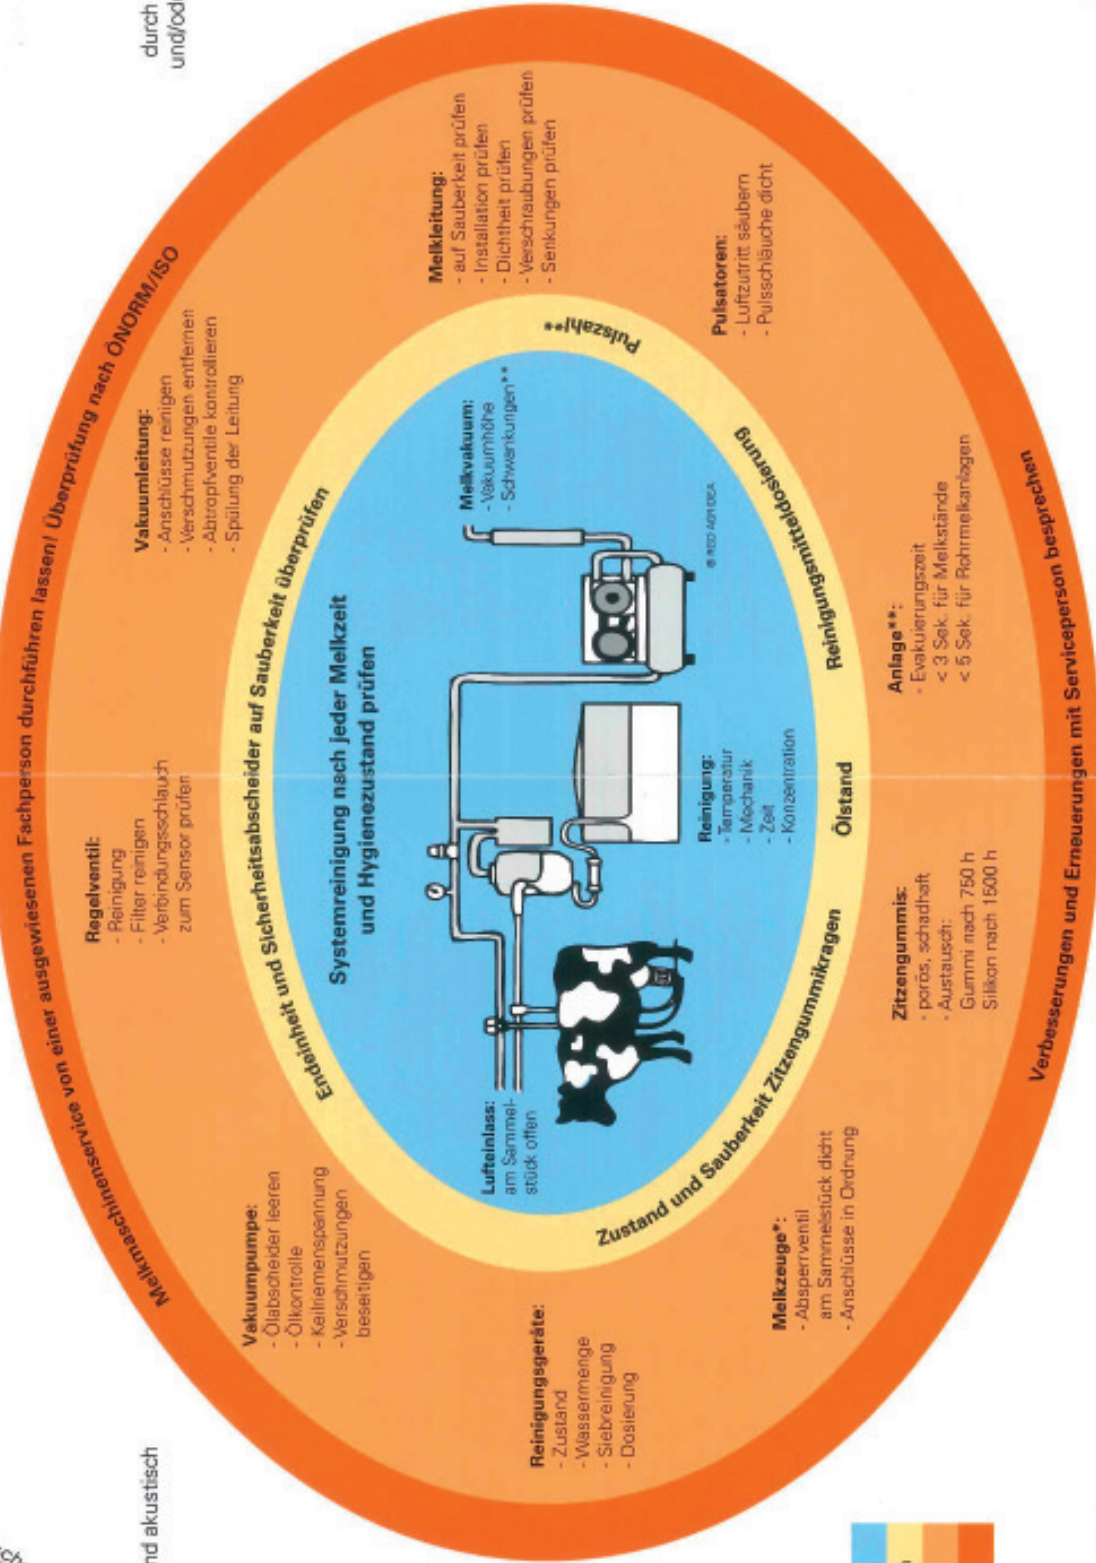 durch
und/od
Melkmaschinenservice von einer ausgewiesenen Fachperson durchführen lassen! Überprüfung nach ÖNORM/ISO
Regelventil:
- Reinigung
- Filter reinigen
- Verbindungsschlauch
zum Sensor prüfen
Vakuumleitung:
- Anschlüsse reinigen
- Verschmutzungen entfernen
- Abtropfventile kontrollieren
- Spülung der Leitung
Vakuumpumpe:
- Ölabscheider leeren
- Ölkontrolle
- Keilriemenspannung
- Verschmutzungen
beseitigen
Melkleitung:
- auf Sauberkeit prüfen
- Installation prüfen
- Dichtheit prüfen
- Verschraubungen prüfen
- Senkungen prüfen
Endeinheit und Sicherheitsabscheider auf Sauberkeit überprüfen
Pulszahl**
Systemreinigung nach jeder Melkzeit
und Hygienezustand prüfen
Melkvakuum:
- Vakuumhöhe
- Schwankungen**
Lufteinlass:
am Sammel-
stück offen
Reinigung:
- Temperatur
- Mechanik
- Zeit
- Konzentration
Zustand und Sauberkeit Zitzengummikragen
Ölstand
Reinigungsmitteldosierung
Reinigungsgeräte:
- Zustand
- Wassermenge
- Siebreinigung
- Dosierung
Pulsatoren:
- Luftzutritt säubern
- Pulsschläuche dicht
Melkzeuge*:
- Absperrventil
am Sammelstück dicht
- Anschlüsse in Ordnung
Zitzengummis:
- porös, schadhaft
- Austausch:
Gummi nach 750 h
Silikon nach 1500 h
Anlage**:
- Evakuierungszeit
< 3 Sek. für Melkstände
< 5 Sek. für Rohrmelkanlagen
Verbesserungen und Erneuerungen mit Serviceperson besprechen
nd akustisch